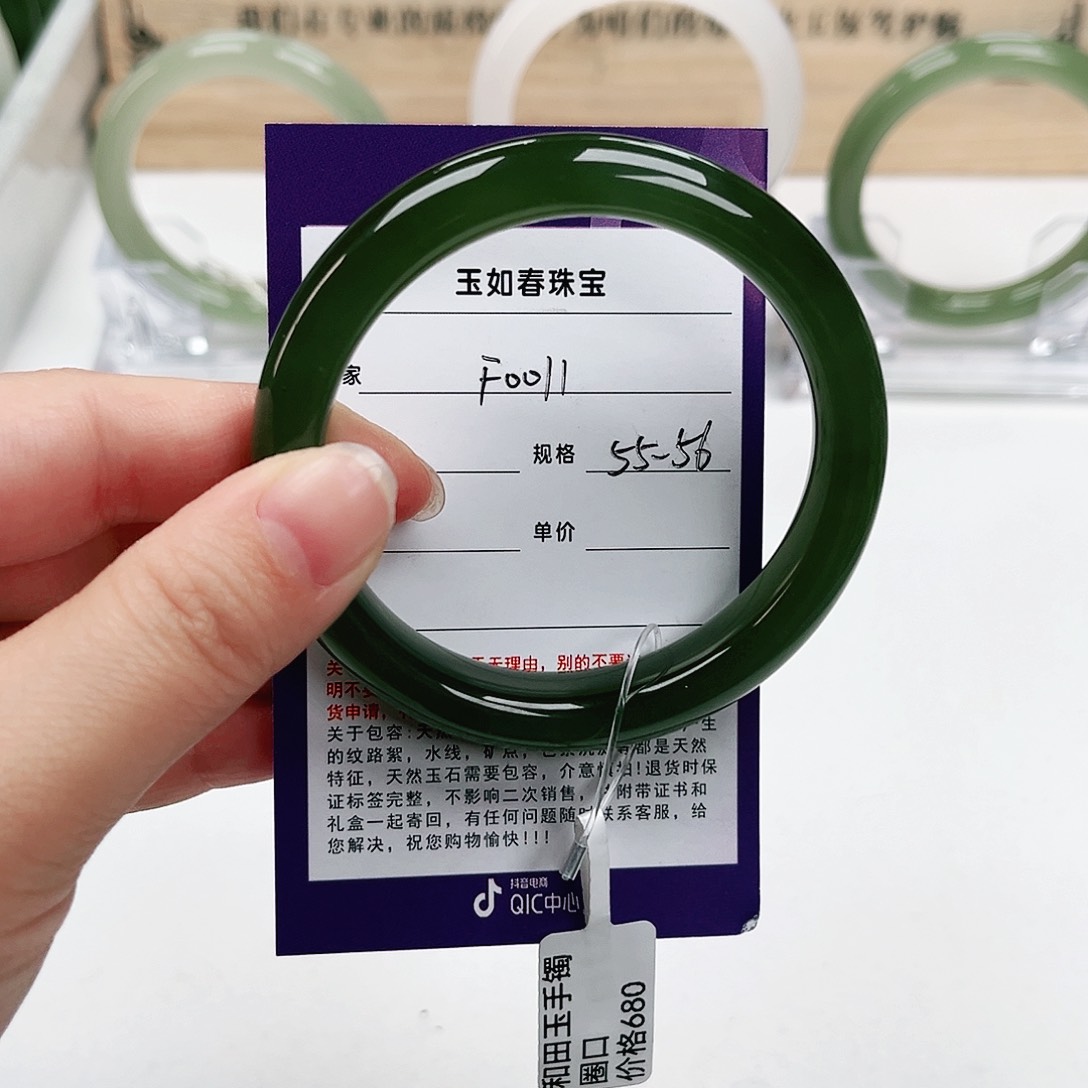 玉如春珠宝
家 F0011
规格 55-56
单价
关
无理由，别的不要
明不
货申请，
关于包容:天然
的纹路絮，水线，矿点，
都是天然
特征，天然玉石需要包容，介意慎拍!退货时保
证标签完整，不影响二次销售，
附带证书和
礼盒一起寄回，有任何问题随时联系客服，给
您解决，祝您购物愉快!!!
抖音电商
QIC中心
和田玉手镯
圈口
价格680